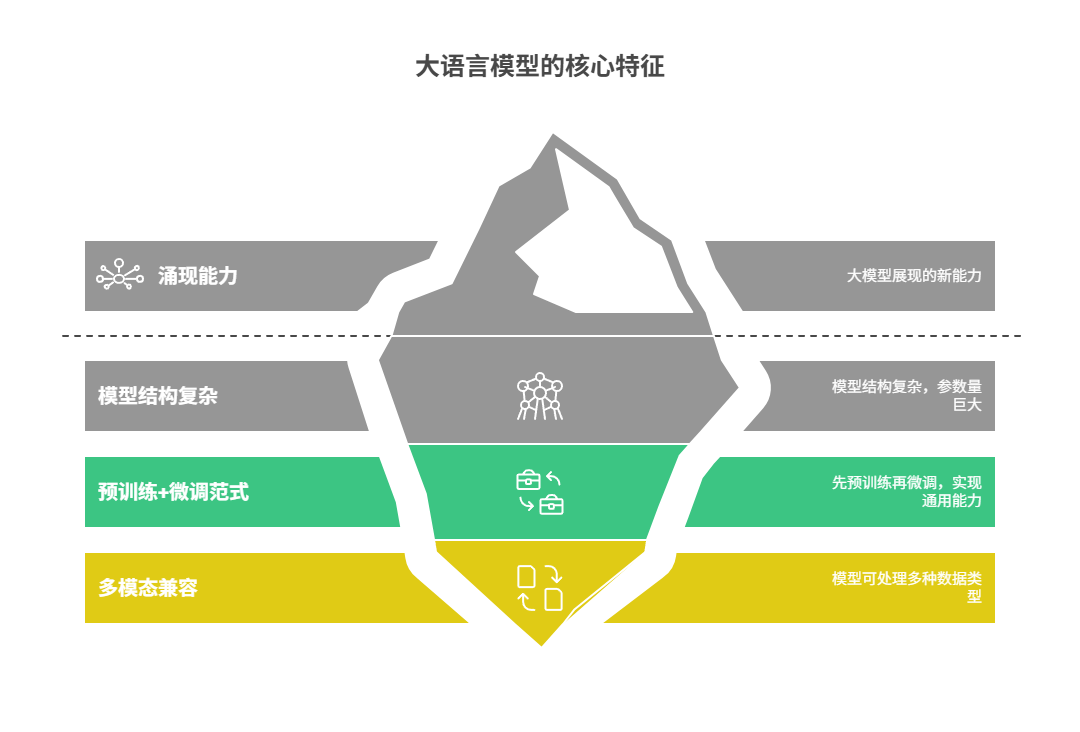 大语言模型的核心特征
涌现能力
大模型展现的新能力
模型结构复杂
模型结构复杂，参数量
巨大
预训练+微调范式
先预训练再微调，实现
通用能力
多模态兼容
模型可处理多种数据类
型